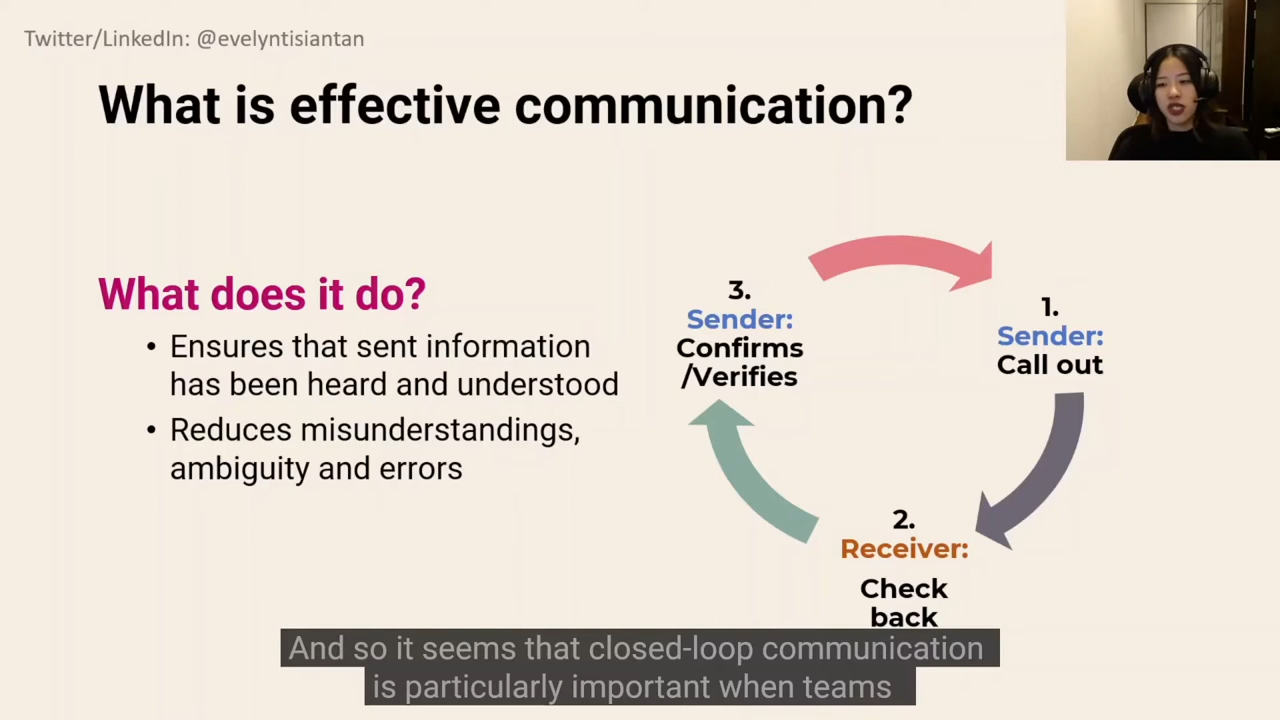 Twitter/LinkedIn: @evelyntisiantan
What is effective communication?
What does it do?
• Ensures that sent information
has been heard and understood
• Reduces misunderstandings,
ambiguity and errors
3.
Sender:
Confirms
/Verifies
1.
Sender:
Call out
2.
Receiver:
Check
back
And so it seems that closed-loop communication
is particularly important when teams